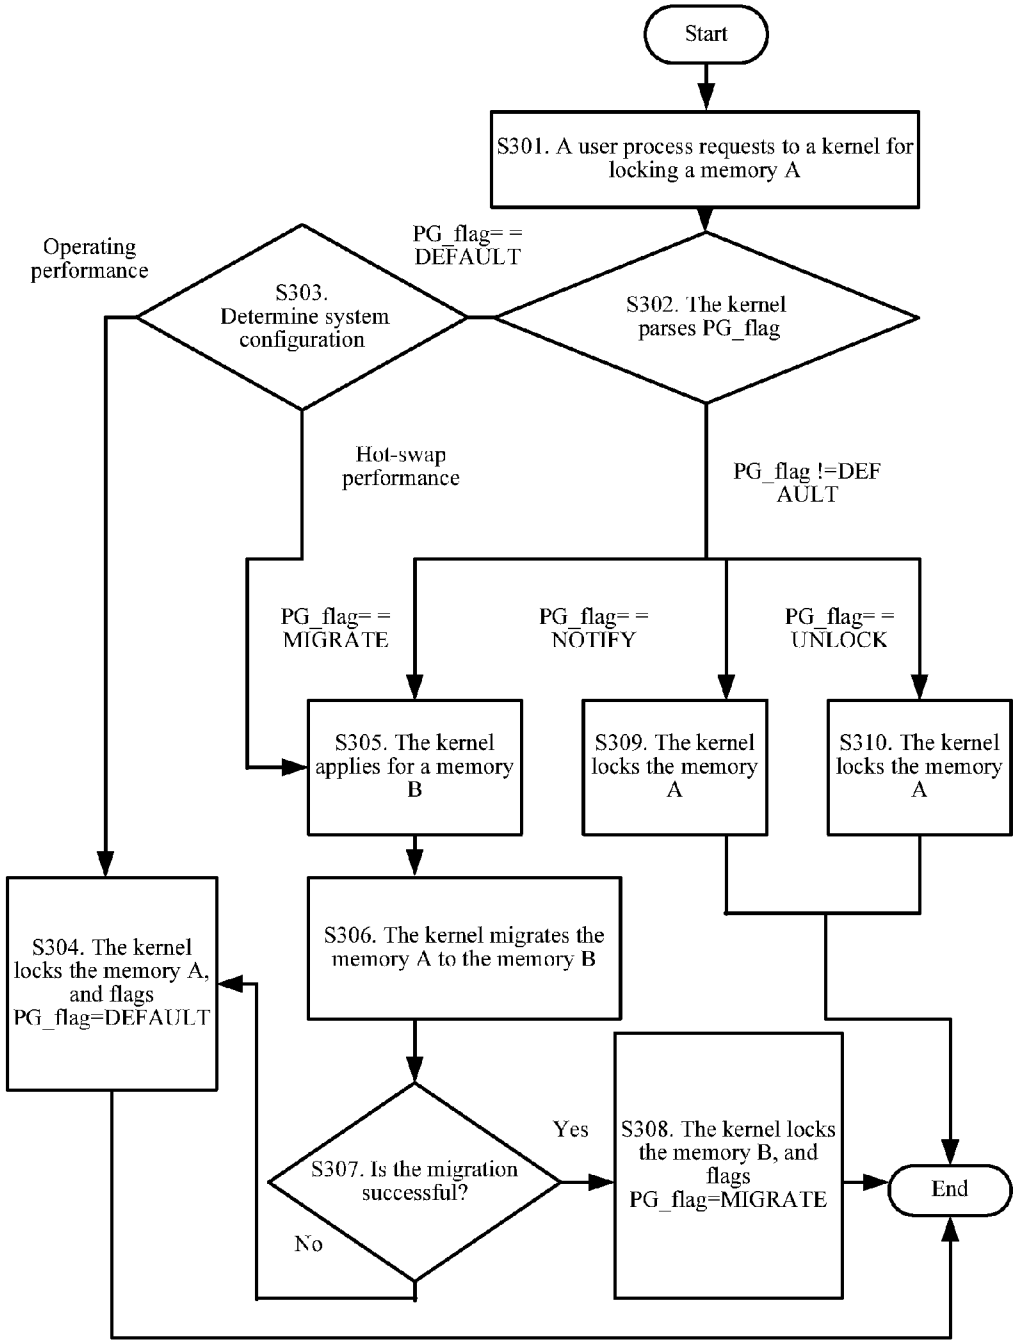 Start
S301. A user process requests to a kernel for
locking a memory A
Operating
performance
PG_flag= =
DEFAULT
S303.
Determine system
configuration
S302. The kernel
parses PG_flag
Hot-swap
performance
PG_flag !=DEF
AULT
PG_flag= =
MIGRATE
PG_flag= =
NOTIFY
PG_flag= =
UNLOCK
S305. The kernel
applies for a memory
B
S309. The kernel
locks the memory
A
S310. The kernel
locks the memory
A
S304. The kernel
locks the memory A,
and flags
PG_flag=DEFAULT
S306. The kernel migrates the
memory A to the memory B
S307. Is the migration
successful?
Yes
No
S308. The kernel locks
the memory B, and
flags
PG_flag=MIGRATE
End